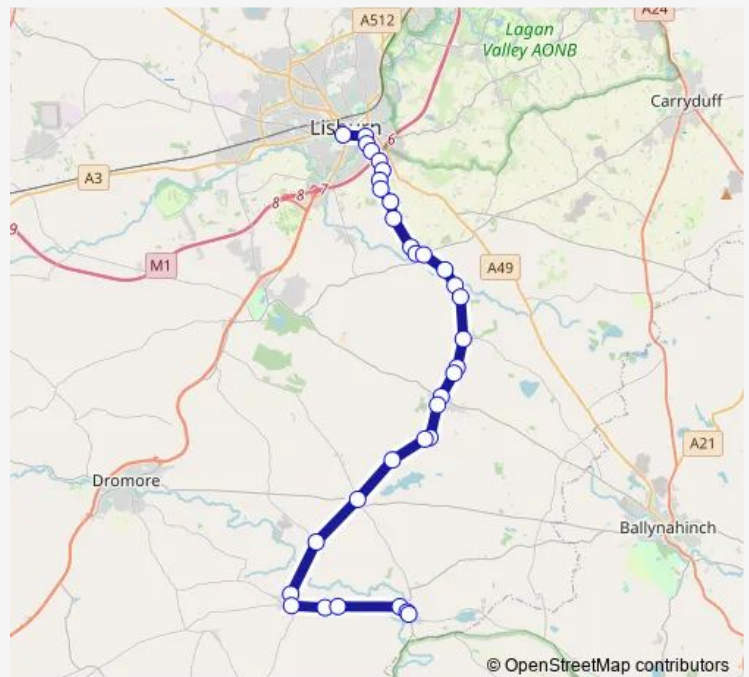 A512
A24
Lagan
Valley AONB
Carryduff
Lisburn
6
A3
8
8
7
9
M1
A49
A21
Dromore
Ballynahinch
© OpenStreetMap contributors